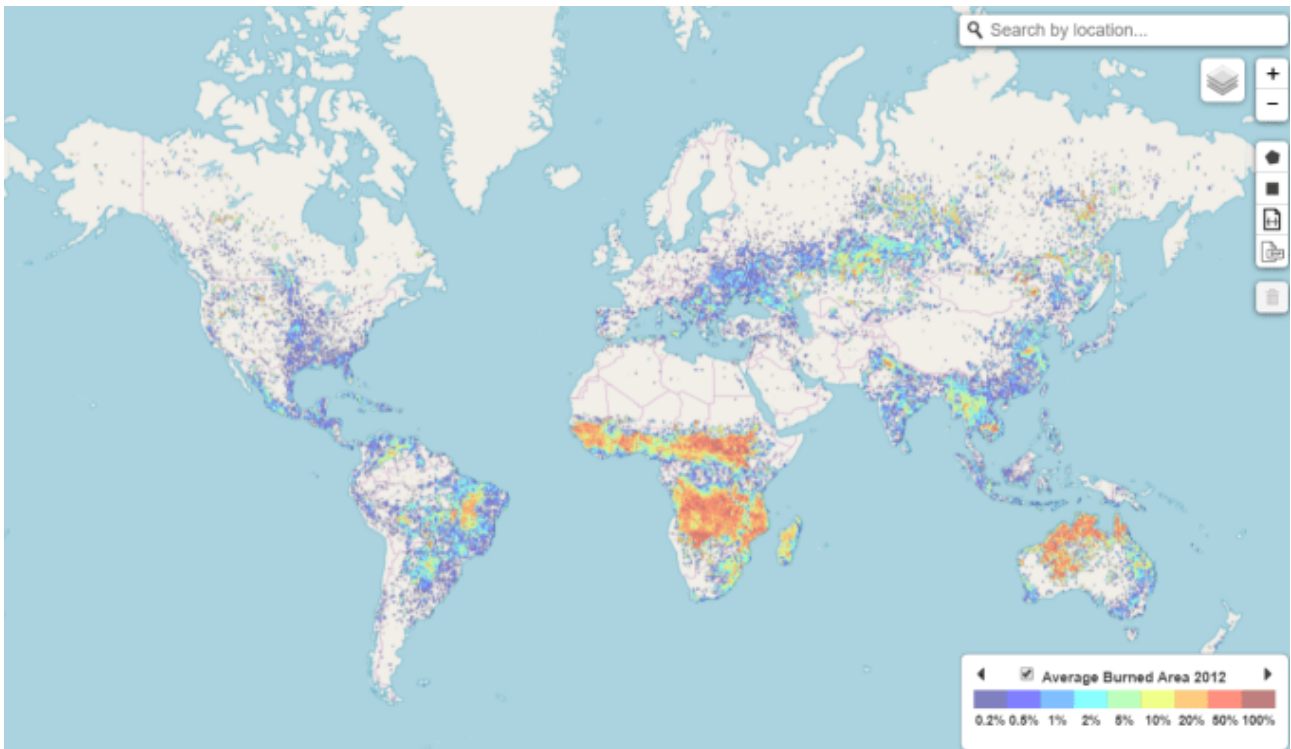 Search by location...
+
−
Average Burned Area 2012
0.2% 0.5% 1% 2% 5% 10% 20% 50% 100%